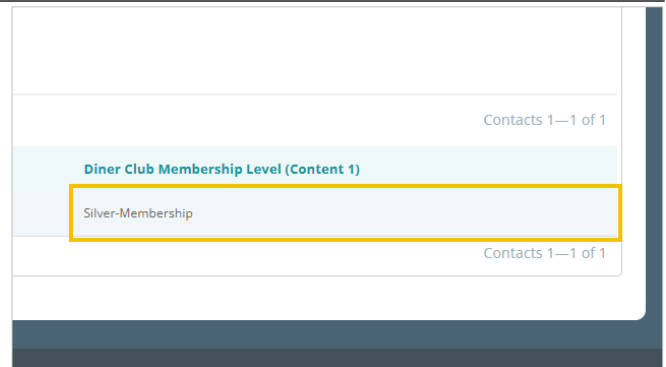 Contacts 1—1 of 1
Diner Club Membership Level (Content 1)
Silver-Membership
Contacts 1—1 of 1